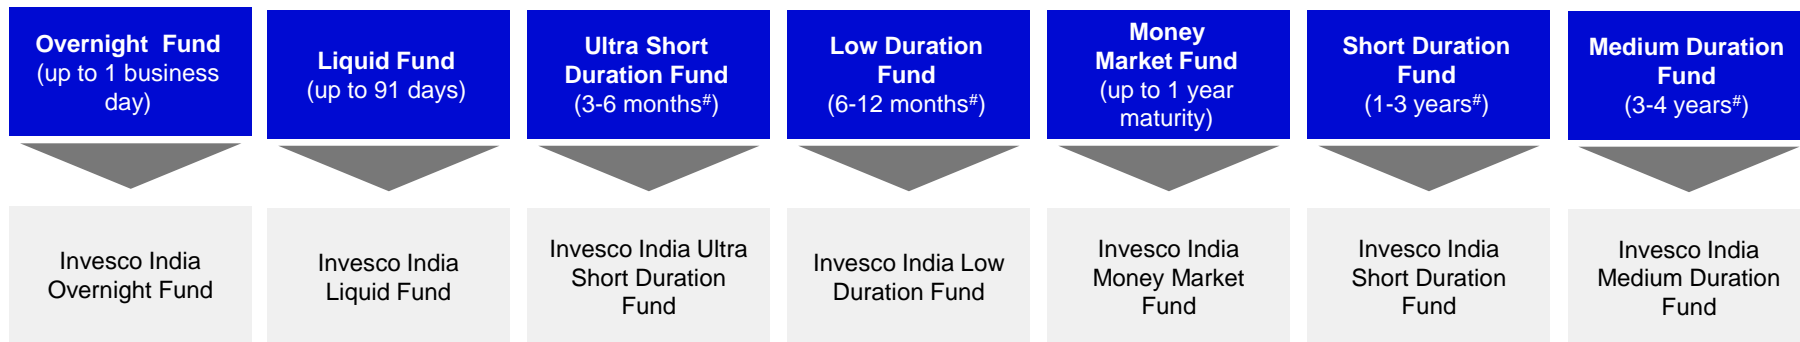 Overnight Fund
(up to 1 business
day)
Liquid Fund
(up to 91 days)
Ultra Short
Duration Fund
(3-6 months#)
Low Duration
Fund
(6-12 months#)
Money
Market Fund
(up to 1 year
maturity)
Short Duration
Fund
(1-3 years#)
Medium Duration
Fund
(3-4 years#)
Invesco India
Overnight Fund
Invesco India
Liquid Fund
Invesco India Ultra
Short Duration
Fund
Invesco India Low
Duration Fund
Invesco India
Money Market
Fund
Invesco India
Short Duration
Fund
Invesco India
Medium Duration
Fund